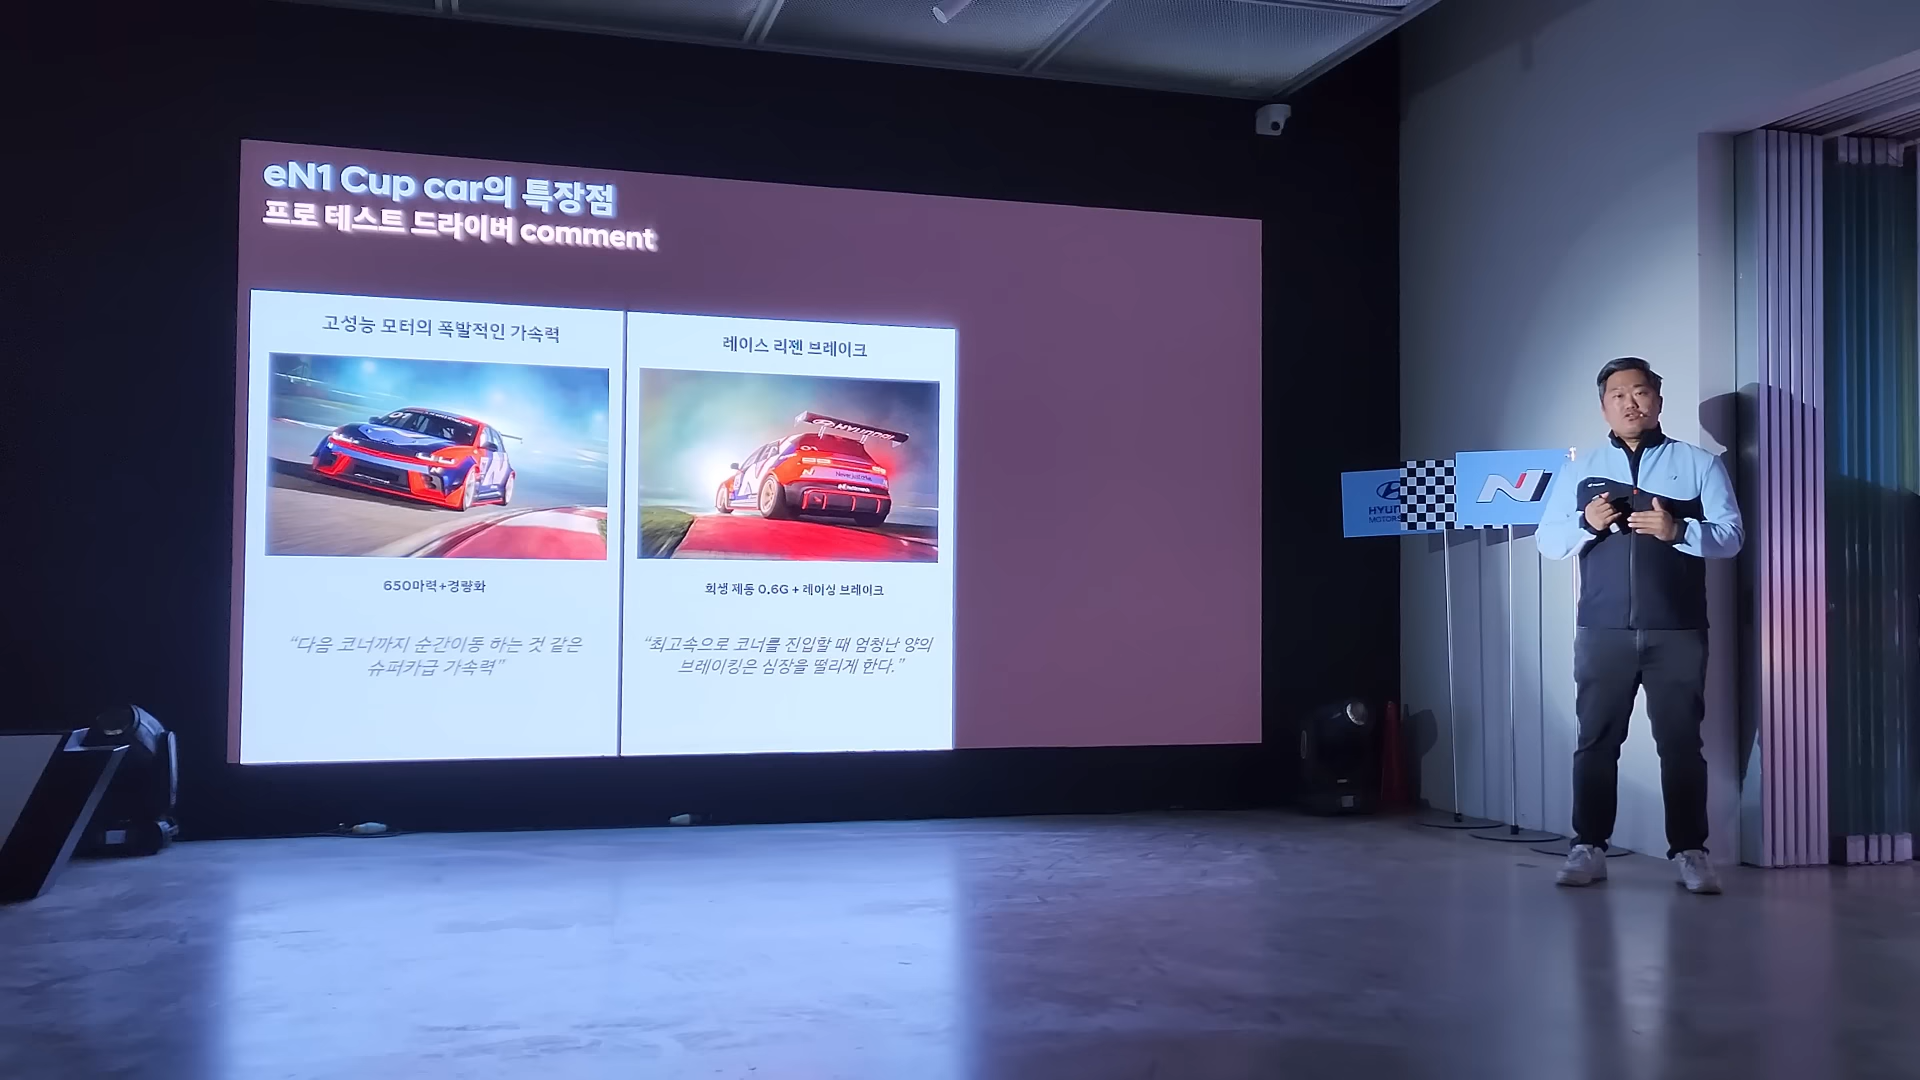 eN1 Cup car의 특장점
프로 테스트 드라이버 comment
고성능 모터의 폭발적인 가속력
650마력+경량화
“다음 코너까지 순간이동 하는 것 같은
슈퍼카급 가속력”
레이스 리젠 브레이크
HYUNDAI
회생 제동 0.6G + 레이싱 브레이크
“최고속으로 코너를 진입할 때 엄청난 양의
브레이킹은 심장을 떨리게 한다.”
N